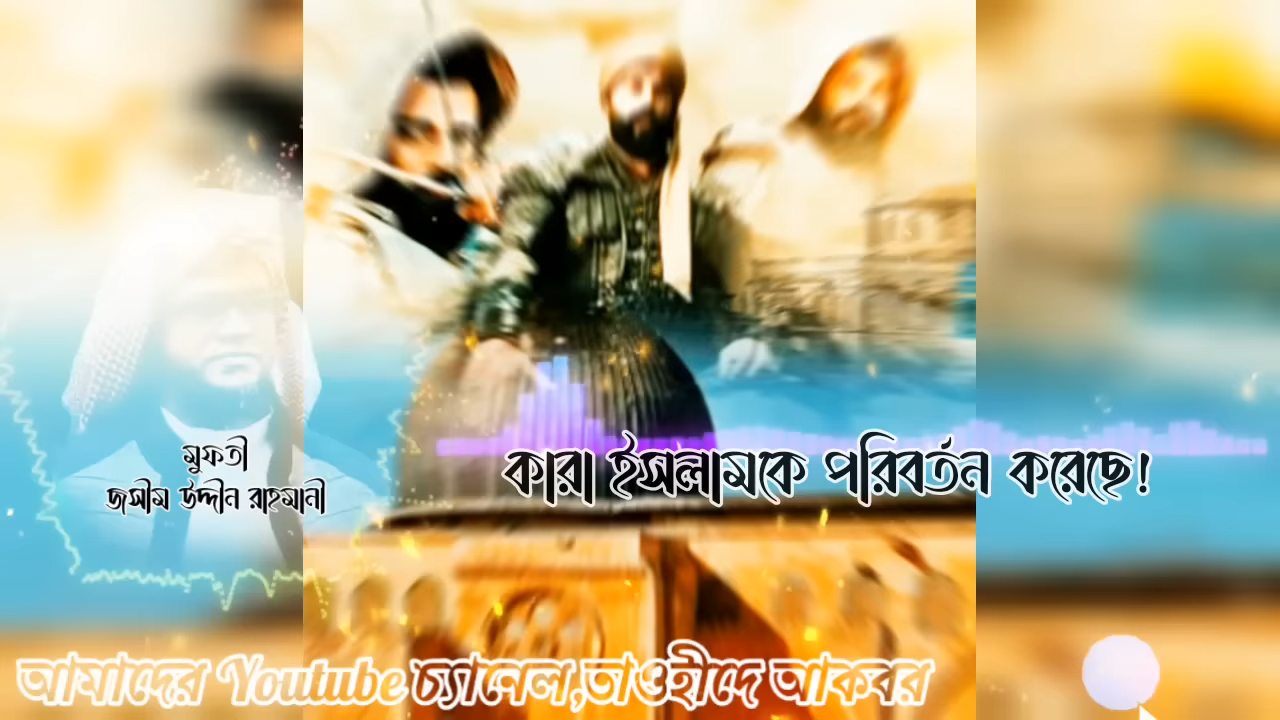 মুফতী
জসীম উদ্দীন রাহমানী
কারা ইসলামকে পরিবর্তন করেছে!
আমাদের Youtube চ্যানেল,তাওহীদে আকবর